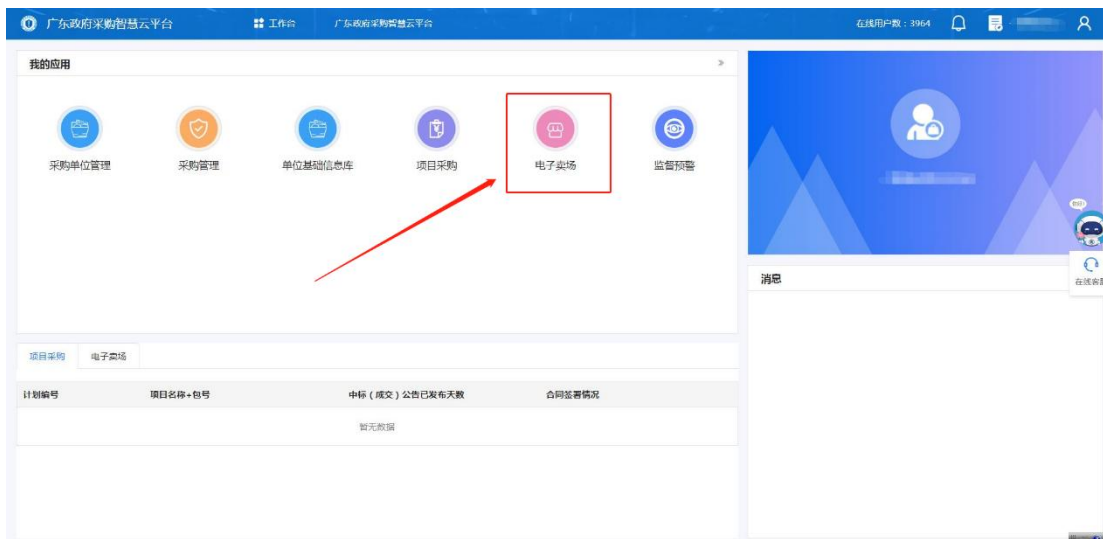 广东政府采购智慧云平台
工作台
广东政府采购智慧云平台
在线用户数：3964
我的应用
采购单位管理
采购管理
单位基础信息库
项目采购
电子卖场
监督预警
在线客服
消息
项目采购 电子卖场
计划编号 项目名称+包号 中标（成交）公告已发布天数 合同签署情况
暂无数据